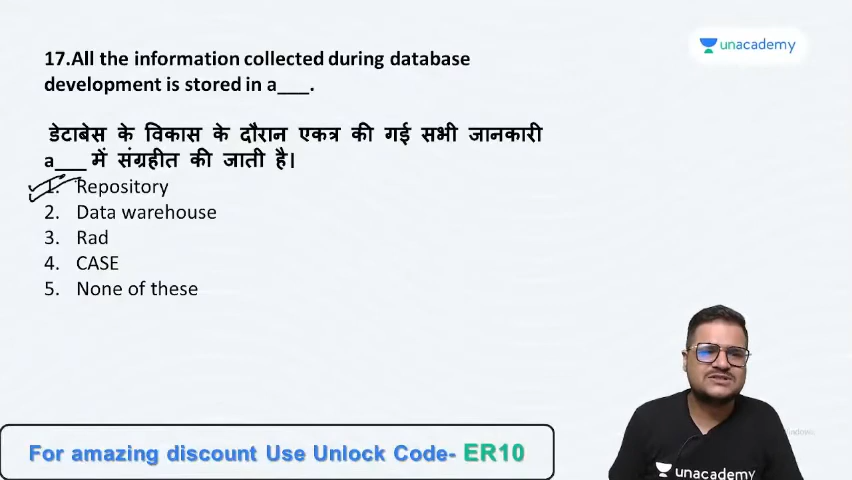 17.All the information collected during database
unacademy
development is stored in a___.
डेटाबेस के विकास के दौरान एकत्र की गई सभी जानकारी
a___ में संग्रहीत की जाती है।
1. Repository
2. Data warehouse
3. Rad
4. CASE
5. None of these
For amazing discount Use Unlock Code- ER10
unacademy